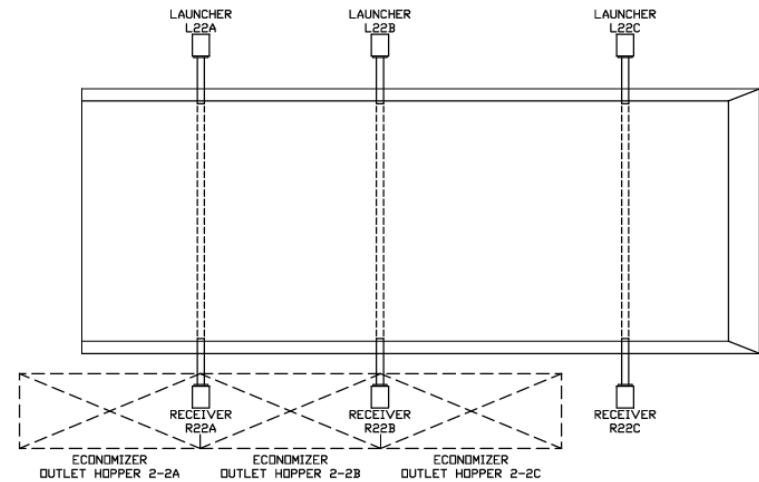 LAUNCHER
L22A
LAUNCHER
L22B
LAUNCHER
L22C
RECEIVER
R22A
RECEIVER
R22B
RECEIVER
R22C
ECONOMIZER
OUTLET HOPPER 2-2A
ECONOMIZER
OUTLET HOPPER 2-2B
ECONOMIZER
OUTLET HOPPER 2-2C